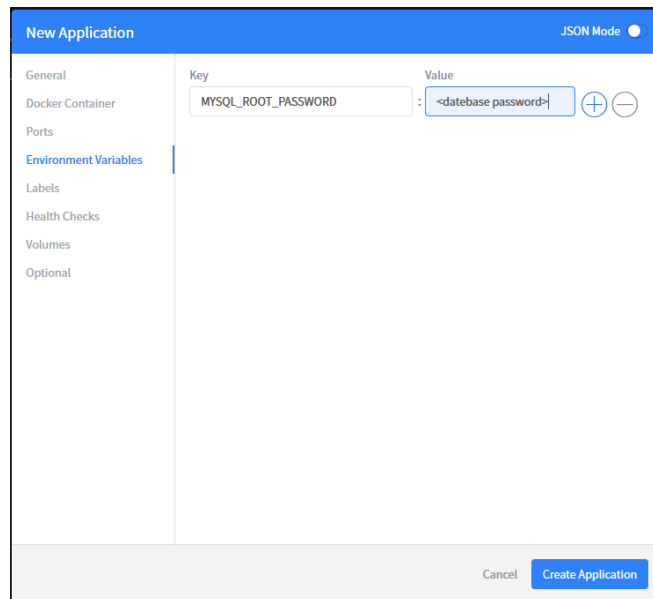 New Application
JSON Mode
General
Docker Container
Ports
Environment Variables
Labels
Health Checks
Volumes
Optional
Key
Value
MYSQL_ROOT_PASSWORD
:
<datebase password>
Cancel
Create Application